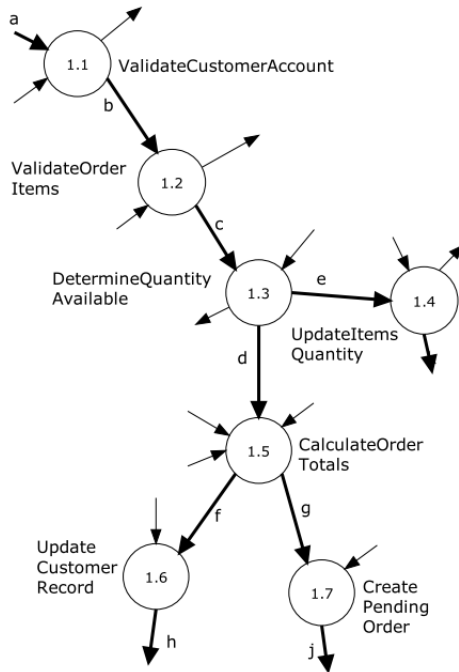 a
1.1
ValidateCustomerAccount
b
ValidateOrder
Items
1.2
c
DetermineQuantity
Available
1.3
e
1.4
UpdateItems
Quantity
d
1.5
CalculateOrder
Totals
f
g
Update
Customer
Record
1.6
1.7
Create
Pending
Order
h
j